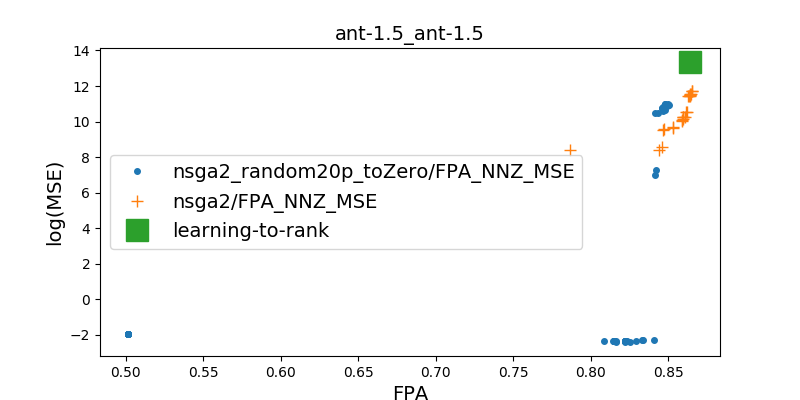 ant-1.5_ant-1.5
log(MSE)
14
12
10
8
6
4
2
0
−2
nsga2_random20p_toZero/FPA_NNZ_MSE
nsga2/FPA_NNZ_MSE
learning-to-rank
0.50 0.55 0.60 0.65 0.70 0.75 0.80 0.85
FPA